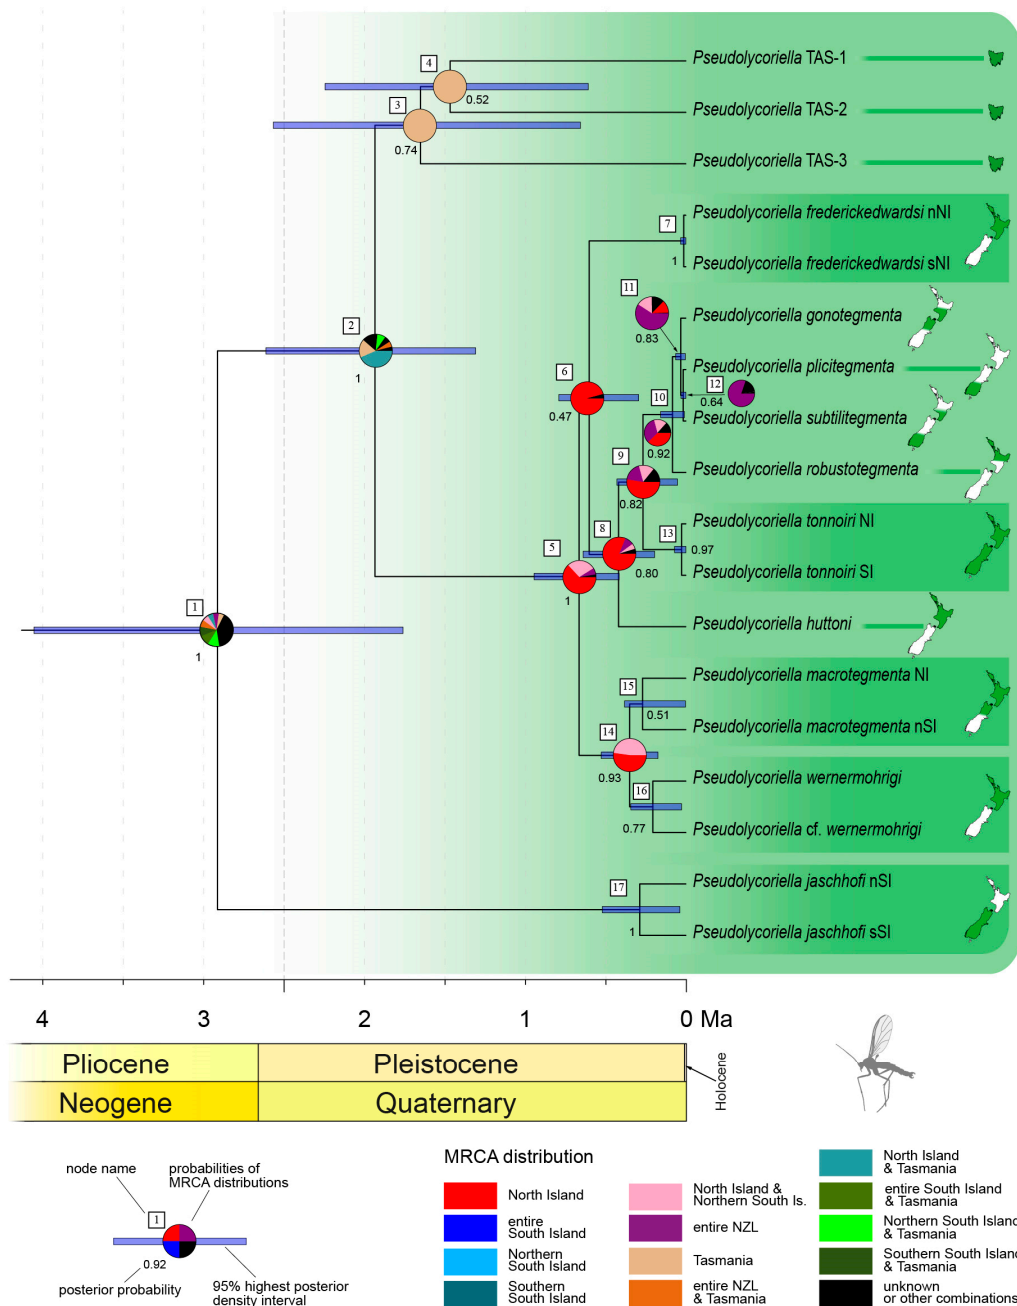 4
Pseudolycoriella TAS-1
0.52
3
Pseudolycoriella TAS-2
0.74
Pseudolycoriella TAS-3
7
Pseudolycoriella frederickedwardsi nNI
1
Pseudolycoriella frederickedwardsi sNI
11
Pseudolycoriella gonotegmenta
0.83
2
1
6
0.47
Pseudolycoriella plicitegmenta
12
0.64
10
Pseudolycoriella subtilitegmenta
0.92
9
0.82
Pseudolycoriella robustotegmenta
8
0.80
Pseudolycoriella tonnoiri NI
13
0.97
5
1
Pseudolycoriella tonnoiri SI
1
1
Pseudolycoriella huttoni
15
Pseudolycoriella macrotegmenta NI
0.51
14
Pseudolycoriella macrotegmenta nSI
0.93
16
Pseudolycoriella wernermohrigi
0.77
Pseudolycoriella cf. wernermohrigi
17
Pseudolycoriella jaschhofi nSI
1
Pseudolycoriella jaschhofi sSI
4 3 2 1 0 Ma
Pliocene Pleistocene
Holocene
Neogene Quaternary
node name
probabilities of
MRCA distributions
1
0.92
posterior probability
95% highest posterior
density interval
MRCA distribution
North Island
entire
South Island
Northern
South Island
Southern
South Island
North Island &
Northern South Is.
entire NZL
Tasmania
entire NZL
& Tasmania
North Island
& Tasmania
entire South Island
& Tasmania
Northern South Island
& Tasmania
Southern South Island
& Tasmania
unknown
or other combinations